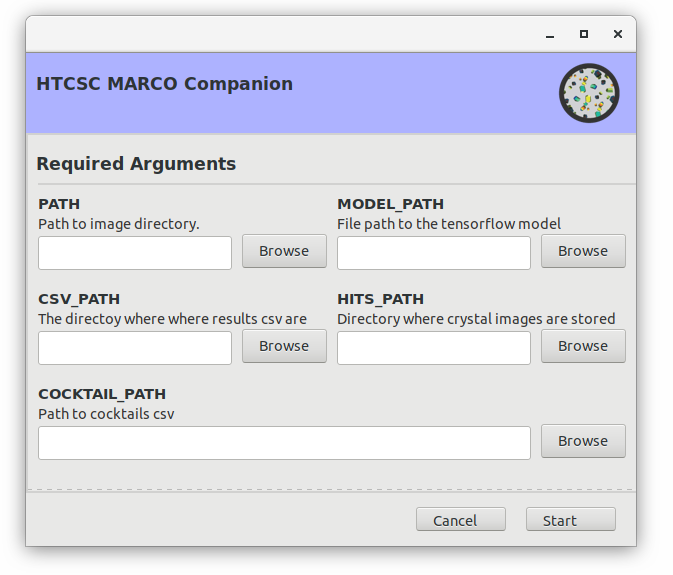 HTCSC MARCO Companion
Required Arguments
PATH
Path to image directory.
Browse
MODEL_PATH
File path to the tensorflow model
Browse
CSV_PATH
The directoy where where results csv are
Browse
HITS_PATH
Directory where crystal images are stored
Browse
COCKTAIL_PATH
Path to cocktails csv
Browse
Cancel
Start